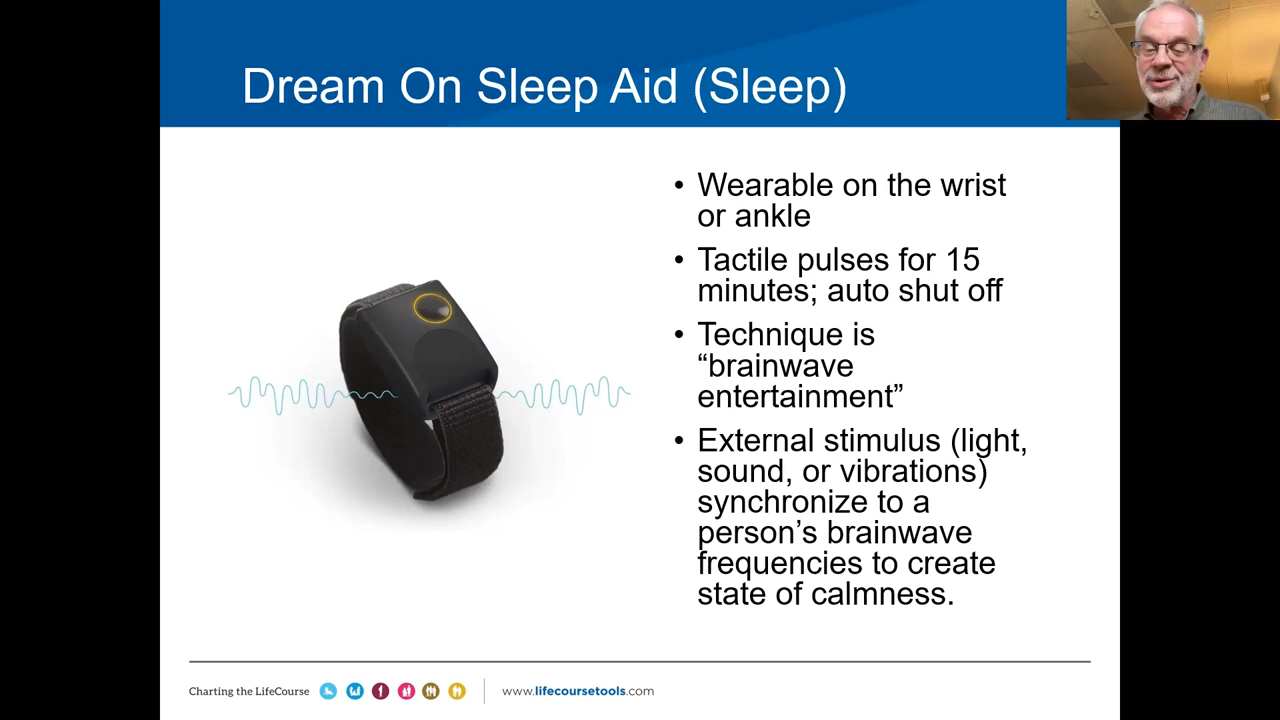 Dream On Sleep Aid (Sleep)
• Wearable on the wrist
or ankle
• Tactile pulses for 15
minutes; auto shut off
• Technique is
“brainwave
entertainment”
• External stimulus (light,
sound, or vibrations)
synchronize to a
person’s brainwave
frequencies to create
state of calmness.
Charting the LifeCourse
www.lifecoursetools.com